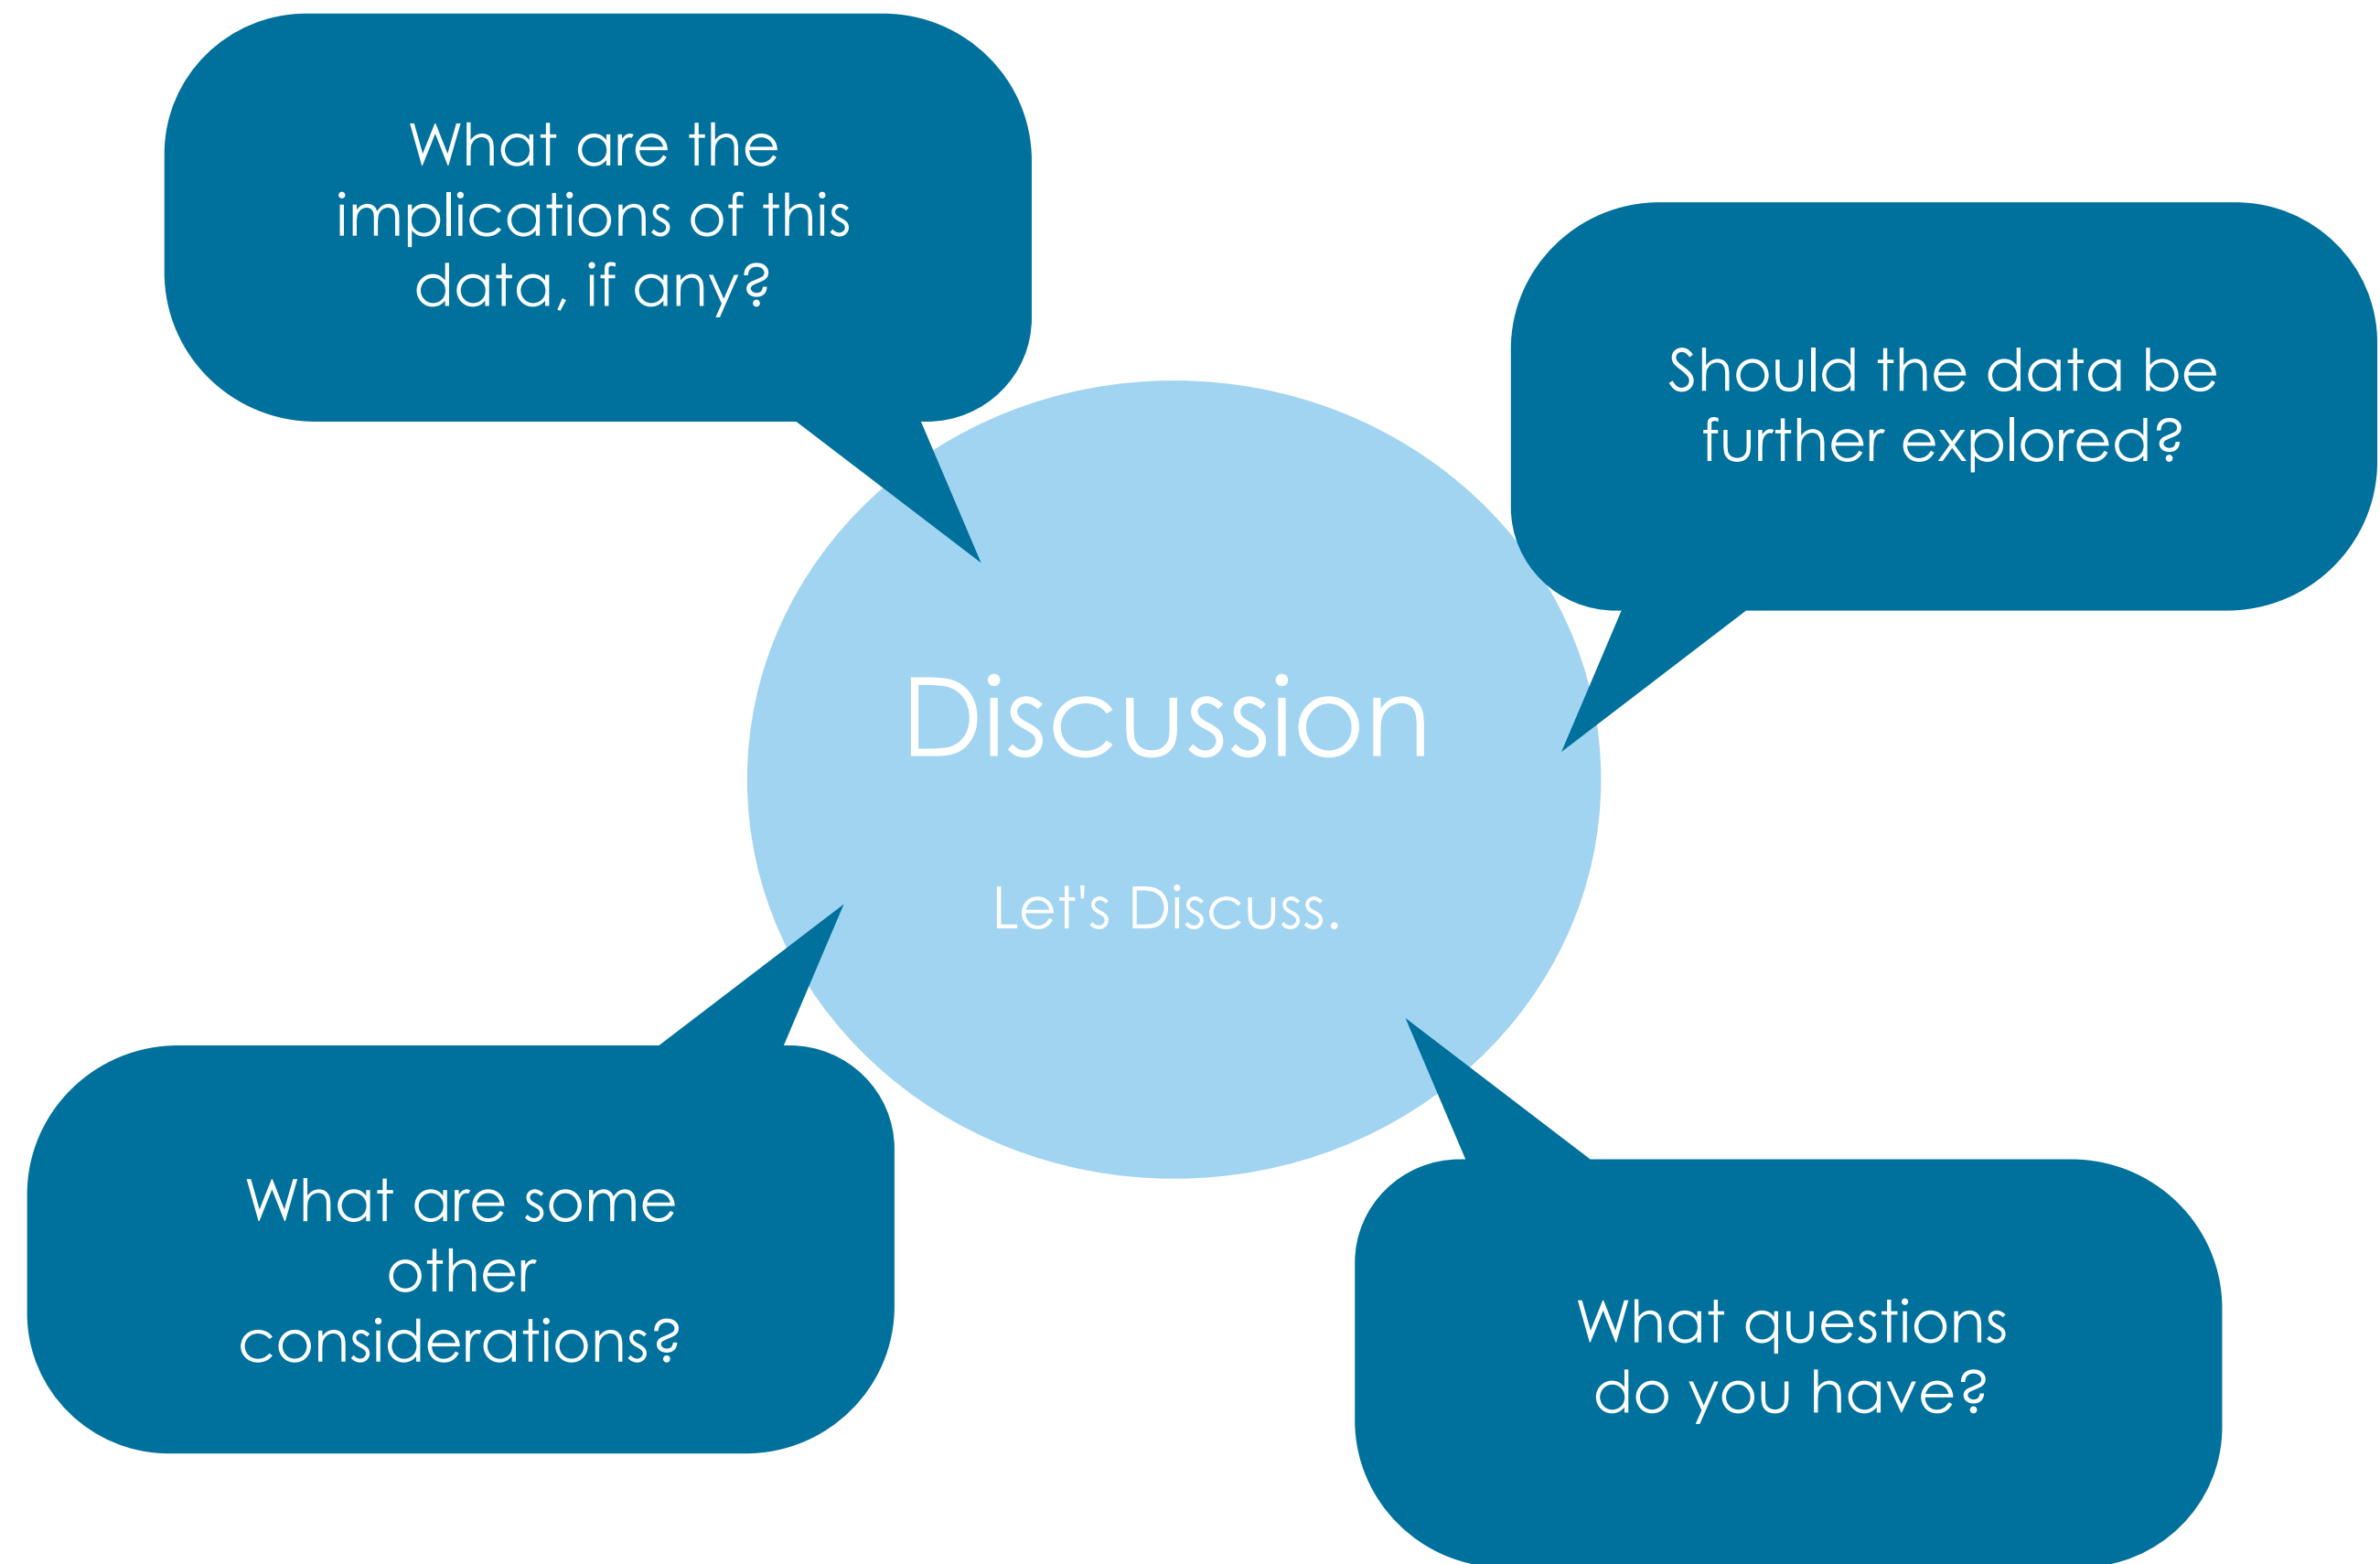 What are the
implications of this
data, if any?
Should the data be
further explored?
Discussion
Let's Discuss.
What are some
other
considerations?
What questions
do you have?